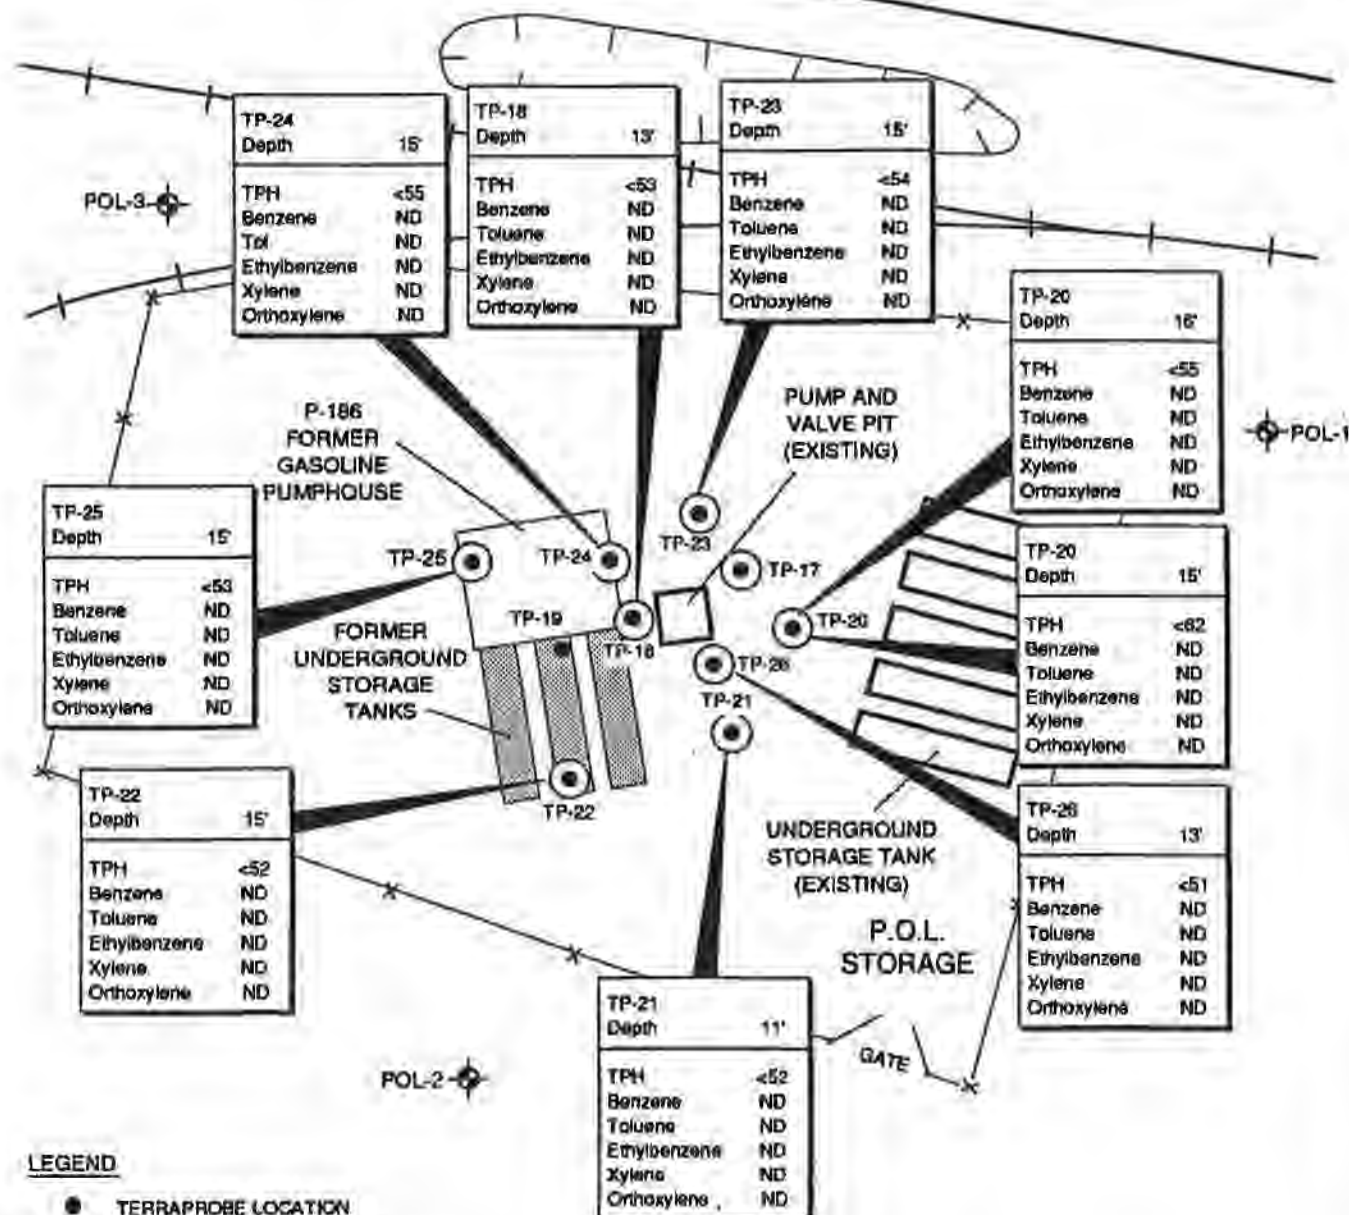 TP-24
Depth 15'
TPH <55
Benzene ND
Tol ND
Ethylbenzene ND
Xylene ND
Orthoxylene ND
TP-18
Depth 13'
TPH <53
Benzene ND
Toluene ND
Ethylbenzene ND
Xylene ND
Orthoxylene ND
TP-23
Depth 15'
TPH <54
Benzene ND
Toluene ND
Ethylbenzene ND
Xylene ND
Orthoxylene ND
POL-3
TP-20
Depth 16'
TPH <55
Benzene ND
Toluene ND
Ethylbenzene ND
Xylene ND
Orthoxylene ND
POL-1
P-186
FORMER
GASOLINE
PUMPHOUSE
PUMP AND
VALVE PIT
(EXISTING)
TP-25
Depth 15'
TPH <53
Benzene ND
Toluene ND
Ethylbenzene ND
Xylene ND
Orthoxylene ND
TP-25
TP-24
TP-23
TP-17
TP-19
TP-18
TP-20
TP-26
TP-21
TP-22
FORMER
UNDERGROUND
STORAGE
TANKS
TP-20
Depth 15'
TPH <62
Benzene ND
Toluene ND
Ethylbenzene ND
Xylene ND
Orthoxylene ND
TP-22
Depth 15'
TPH <52
Benzene ND
Toluene ND
Ethylbenzene ND
Xylene ND
Orthoxylene ND
UNDERGROUND
STORAGE TANK
(EXISTING)
P.O.L.
STORAGE
TP-26
Depth 13'
TPH <51
Benzene ND
Toluene ND
Ethylbenzene ND
Xylene ND
Orthoxylene ND
TP-21
Depth 11'
TPH <52
Benzene ND
Toluene ND
Ethylbenzene ND
Xylene ND
Orthoxylene ND
GATE
POL-2
LEGEND
TERRAPROBE LOCATION